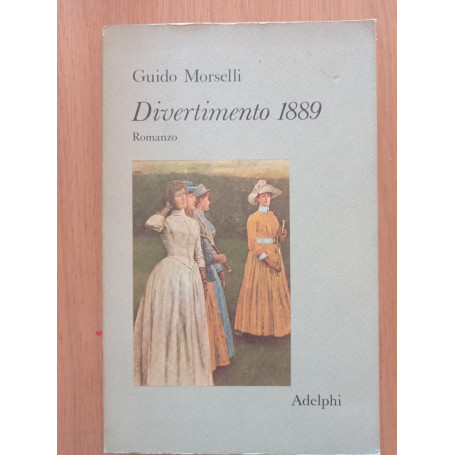 Guido Morselli
Divertimento 1889
Romanzo
Adelphi